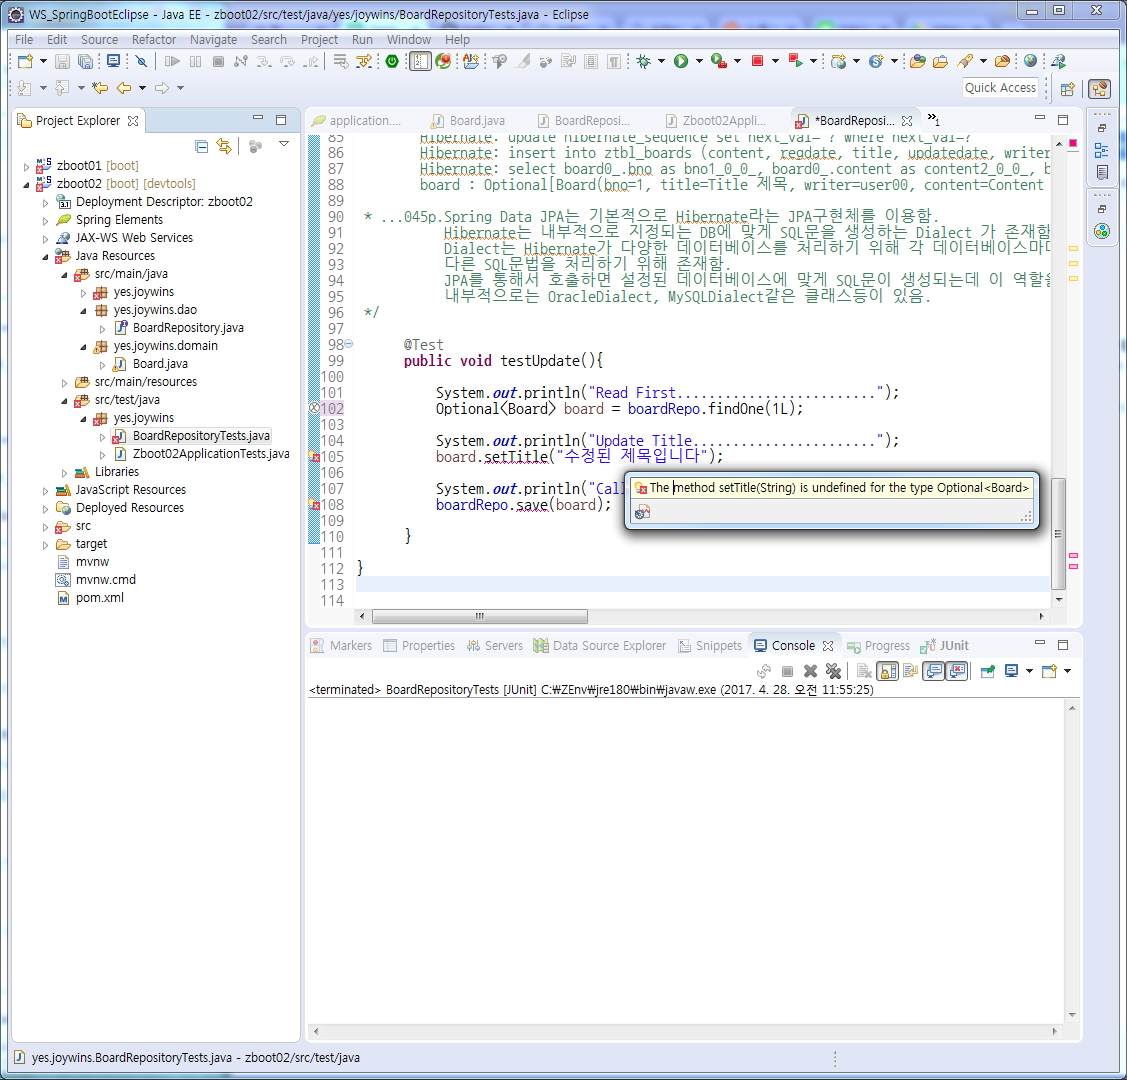 WS_SpringBootEclipse - Java EE - zboot02/src/test/java/yes/joywins/BoardRepositoryTests.java - Eclipse
File Edit Source Refactor Navigate Search Project Run Window Help
Quick Access
Project Explorer
zboot01 [boot]
zboot02 [boot] [devtools]
Deployment Descriptor: zboot02
Spring Elements
JAX-WS Web Services
Java Resources
src/main/java
yes.joywins
yes.joywins.dao
BoardRepository.java
yes.joywins.domain
Board.java
src/main/resources
src/test/java
yes.joywins
BoardRepositoryTests.java
Zboot02ApplicationTests.java
Libraries
JavaScript Resources
Deployed Resources
src
target
mvnw
mvnw.cmd
pom.xml
application.... Board.java BoardReposi... Zboot02Appli... *BoardReposi... »1
85 Hibernate: update hibernate_sequence set next_val= ? where next_val=?
86 Hibernate: insert into ztbl_boards (content, regdate, title, updatedate, writer
87 Hibernate: select board0_.bno as bno1_0_0_, board0_.content as content2_0_0_, b
88 board : Optional[Board(bno=1, title=Title 제목, writer=user00, content=Content
89
90 * ...045p.Spring Data JPA는 기본적으로 Hibernate라는 JPA구현체를 이용함.
91 Hibernate는 내부적으로 지정되는 DB에 맞게 SQL문을 생성하는 Dialect 가 존재함
92 Dialect는 Hibernate가 다양한 데이터베이스를 처리하기 위해 각 데이터베이스마다
93 다른 SQL문법을 처리하기 위해 존재함.
94 JPA를 통해서 호출하면 설정된 데이터베이스에 맞게 SQL문이 생성되는데 이 역할을
95 내부적으로는 OracleDialect, MySQLDialect같은 클래스등이 있음.
96 */
97
98 @Test
99 public void testUpdate(){
100
101 System.out.println("Read First.........................");
102 Optional<Board> board = boardRepo.findOne(1L);
103
104 System.out.println("Update Title.......................");
105 board.setTitle("수정된 제목입니다");
106
107 System.out.println("Cal
108 boardRepo.save(board);
109
110 }
111
112 }
113
114
The method setTitle(String) is undefined for the type Optional<Board>
Markers Properties Servers Data Source Explorer Snippets Console Progress JUnit
<terminated> BoardRepositoryTests [JUnit] C:\ZEnv\jre180\bin\javaw.exe (2017. 4. 28. 오전 11:55:25)
yes.joywins.BoardRepositoryTests.java - zboot02/src/test/java